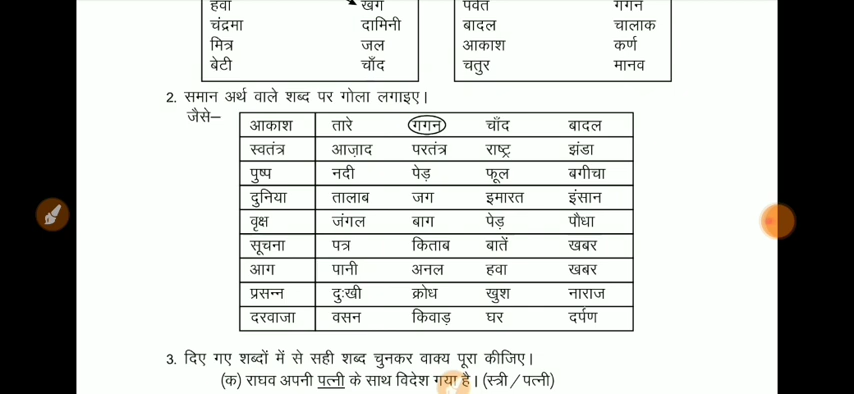 हवा खग पर्वत गगन
चंद्रमा दामिनी बादल चालाक
मित्र जल आकाश कर्ण
बेटी चाँद चतुर मानव
2. समान अर्थ वाले शब्द पर गोला लगाइए।
जैसे—
आकाश तारे गगन चाँद बादल
स्वतंत्र आज़ाद परतंत्र राष्ट्र झंडा
पुष्प नदी पेड़ फूल बगीचा
दुनिया तालाब जग इमारत इंसान
वृक्ष जंगल बाग पेड़ पौधा
सूचना पत्र किताब बातें खबर
आग पानी अनल हवा खबर
प्रसन्न दुःखी क्रोध खुश नाराज
दरवाजा वसन किवाड़ घर दर्पण
3. दिए गए शब्दों में से सही शब्द चुनकर वाक्य पूरा कीजिए।
(क) राघव अपनी पत्नी के साथ विदेश गया है। (स्त्री / पत्नी)